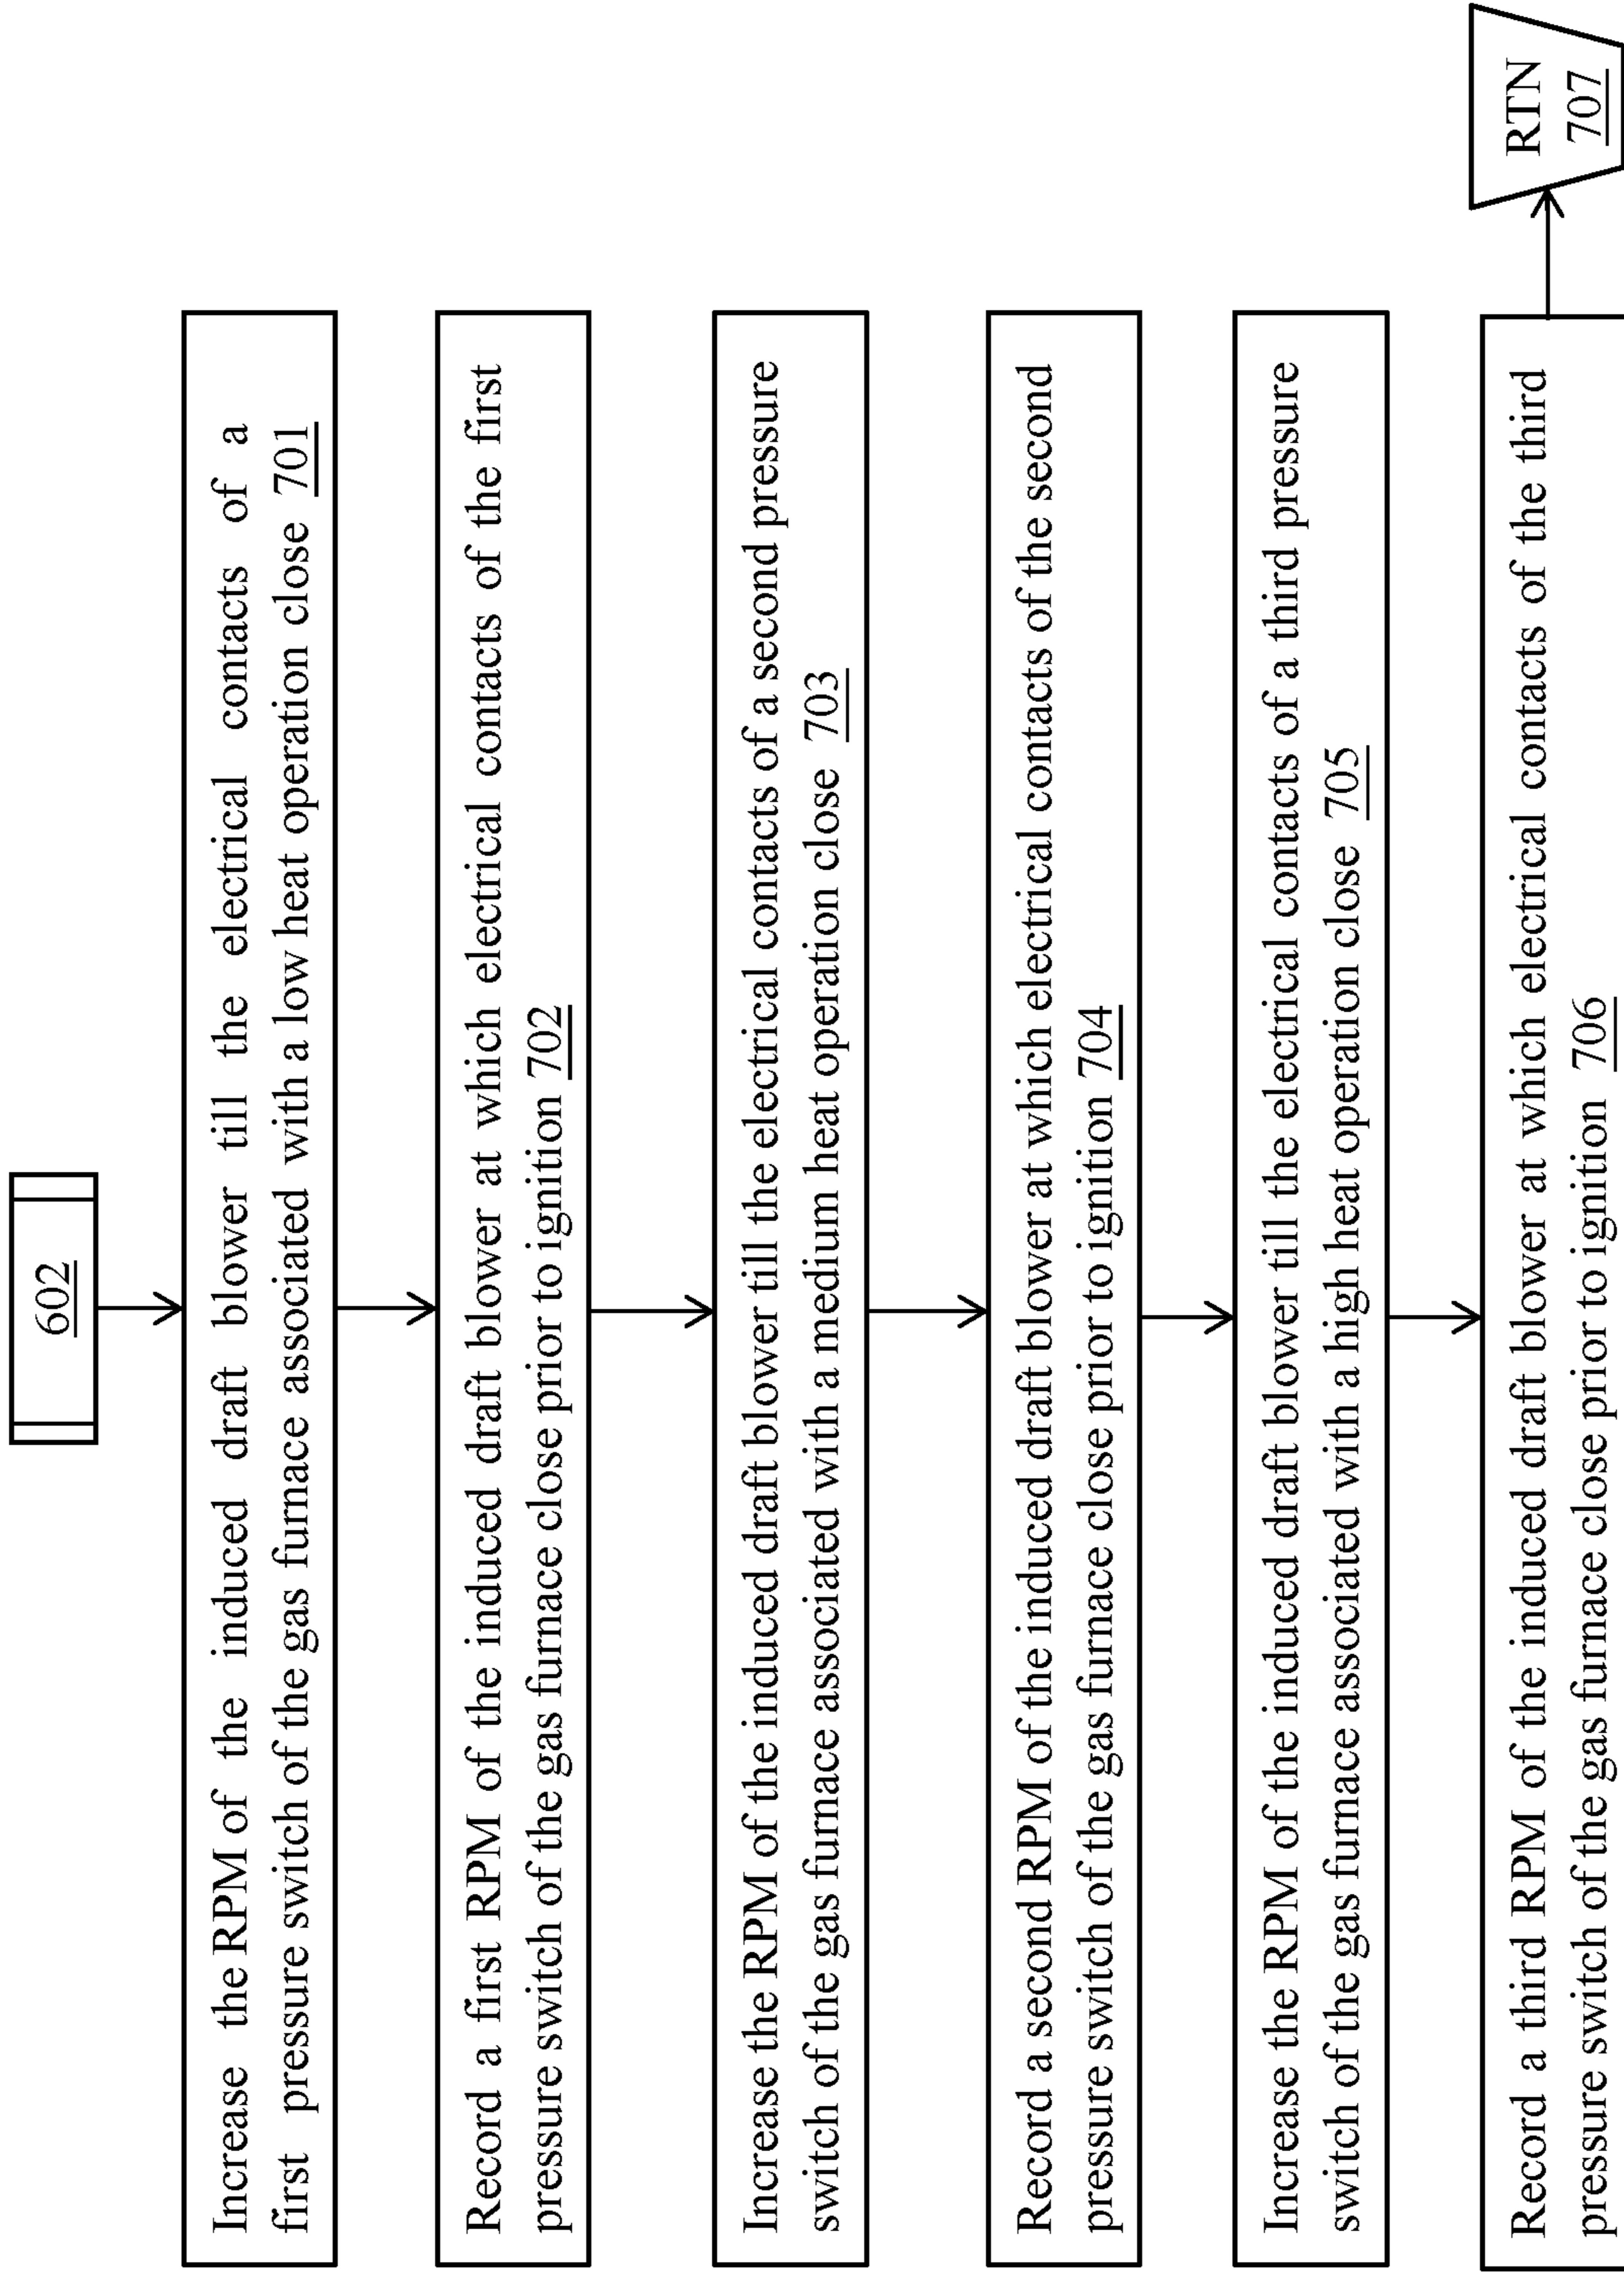 602
Increase the RPM of the induced draft blower till the electrical contacts of a
first pressure switch of the gas furnace associated with a low heat operation close 701
Record a first RPM of the induced draft blower at which electrical contacts of the first
pressure switch of the gas furnace close prior to ignition 702
Increase the RPM of the induced draft blower till the electrical contacts of a second pressure
switch of the gas furnace associated with a medium heat operation close 703
Record a second RPM of the induced draft blower at which electrical contacts of the second
pressure switch of the gas furnace close prior to ignition 704
Increase the RPM of the induced draft blower till the electrical contacts of a third pressure
switch of the gas furnace associated with a high heat operation close 705
Record a third RPM of the induced draft blower at which electrical contacts of the third
pressure switch of the gas furnace close prior to ignition 706
RTN
707